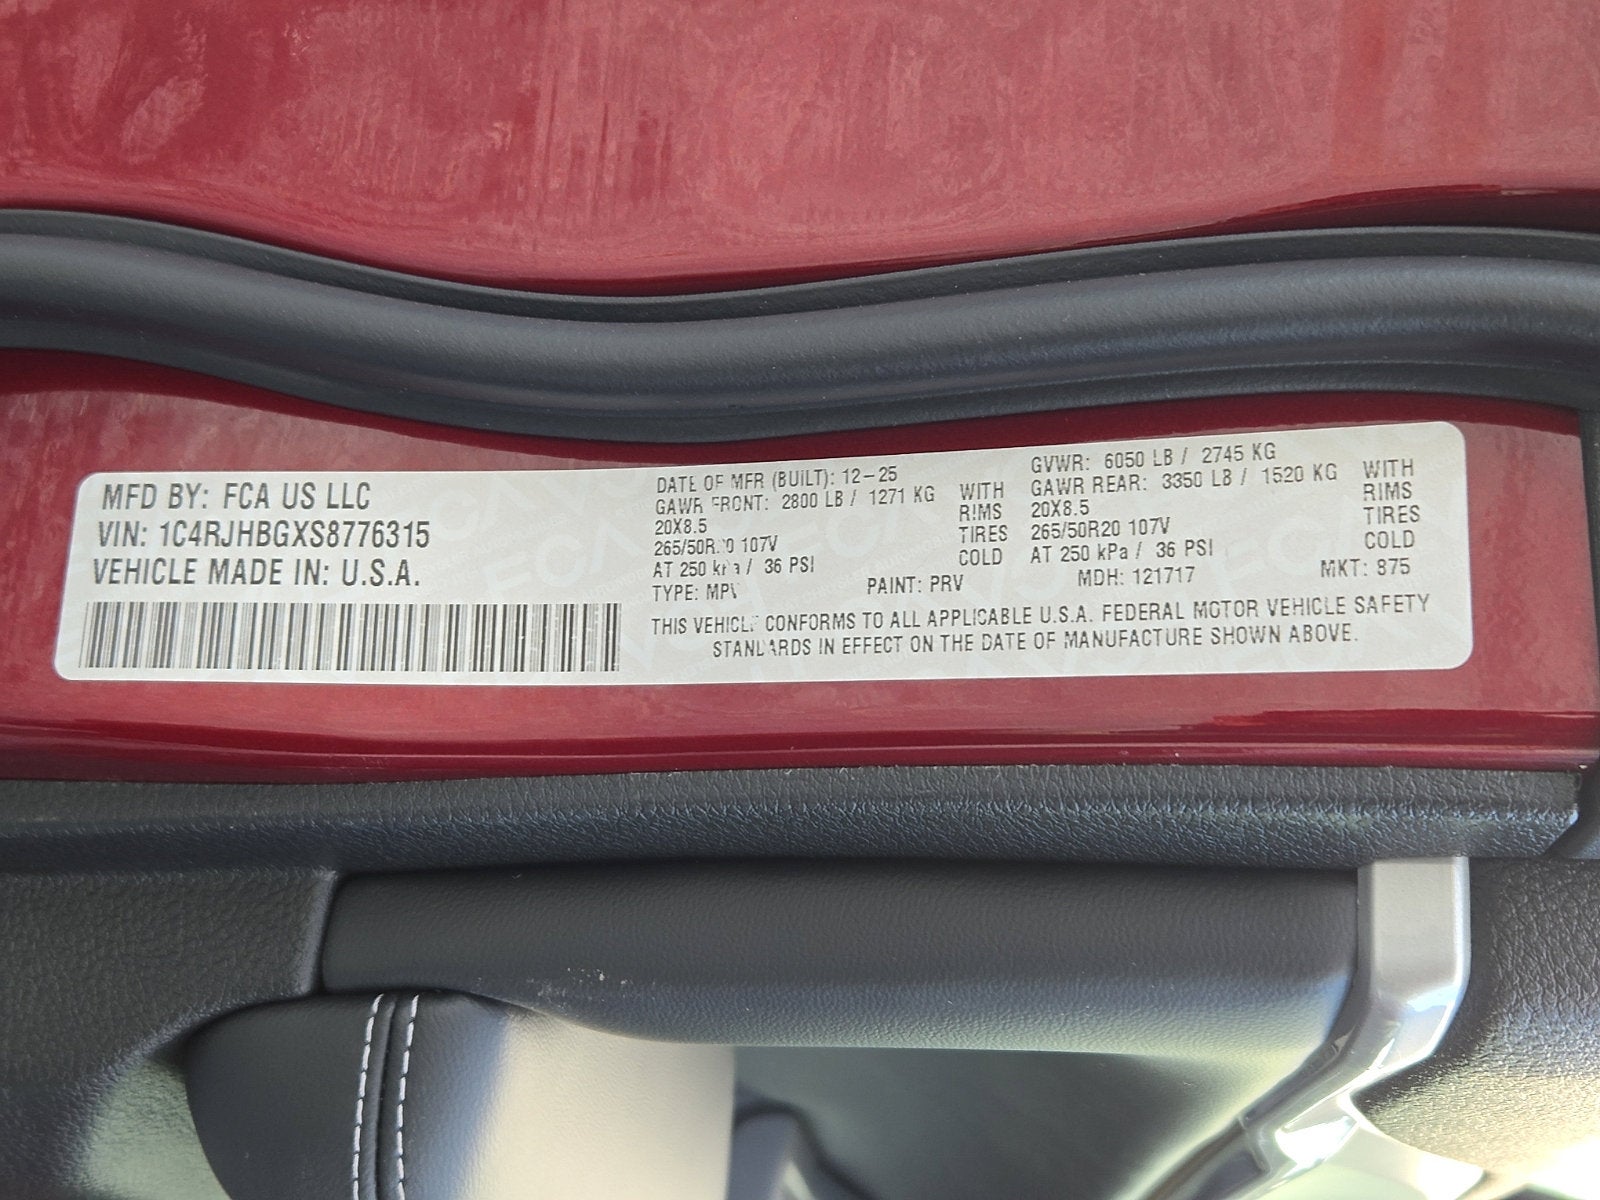 MFD BY: FCA US LLC
VIN: 1C4RJHBGXS8776315
VEHICLE MADE IN: U.S.A.
DATE OF MFR (BUILT): 12-25
GAWR FRONT: 2800 LB / 1271 KG WITH
20X8.5 RIMS
265/50R20 107V TIRES
AT 250 kPa / 36 PSI COLD
GVWR: 6050 LB / 2745 KG
GAWR REAR: 3350 LB / 1520 KG WITH
20X8.5 RIMS
265/50R20 107V TIRES
AT 250 kPa / 36 PSI COLD
TYPE: MPV PAINT: PRV MDH: 121717 MKT: 875
THIS VEHICLE CONFORMS TO ALL APPLICABLE U.S.A. FEDERAL MOTOR VEHICLE SAFETY
STANDARDS IN EFFECT ON THE DATE OF MANUFACTURE SHOWN ABOVE.